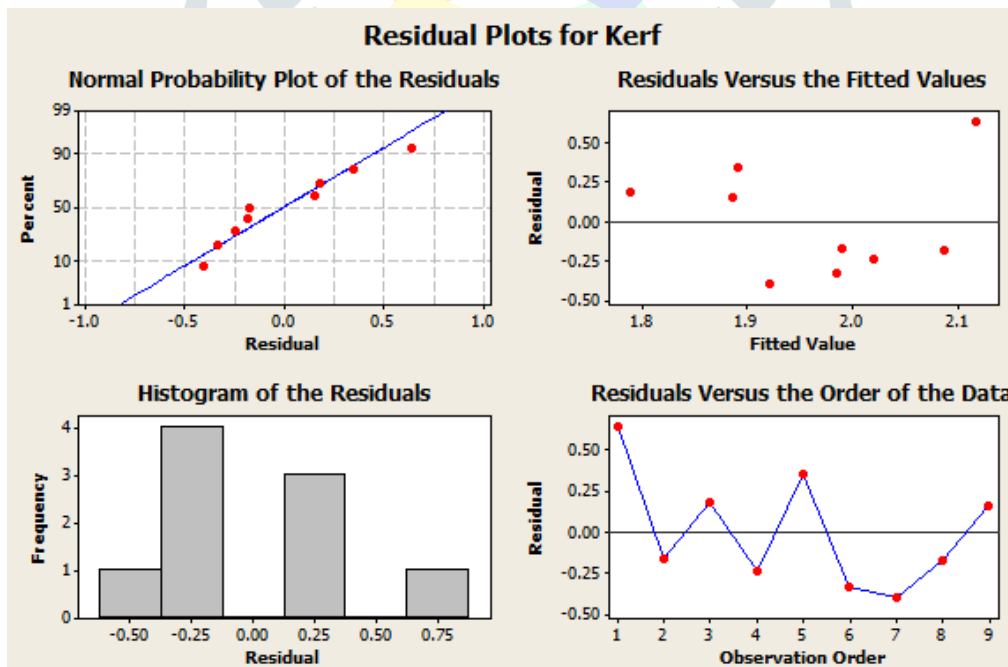 Residual Plots for Kerf
Normal Probability Plot of the Residuals
99
90
50
10
1
Percent
-1.0 -0.5 0.0 0.5 1.0
Residual
Residuals Versus the Fitted Values
0.50
0.25
0.00
-0.25
-0.50
Residual
1.8 1.9 2.0 2.1
Fitted Value
Histogram of the Residuals
4
3
2
1
0
Frequency
-0.50 -0.25 0.00 0.25 0.50 0.75
Residual
Residuals Versus the Order of the Data
0.50
0.25
0.00
-0.25
-0.50
Residual
1 2 3 4 5 6 7 8 9
Observation Order